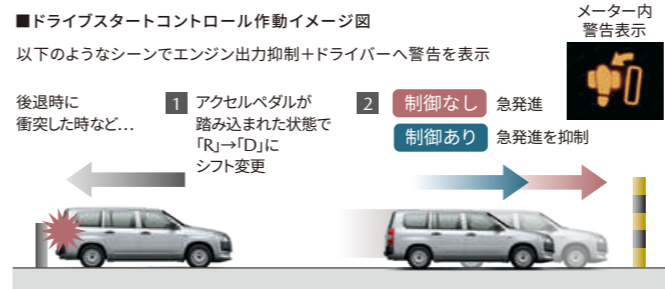 ■ドライブスタートコントロール作動イメージ図
以下のようなシーンでエンジン出力抑制+ドライバーへ警告を表示
メーター内
警告表示
後退時に
衝突した時など…
1 アクセルペダルが
踏み込まれた状態で
「R」→「D」に
シフト変更
2 制御なし 急発進
制御あり 急発進を抑制